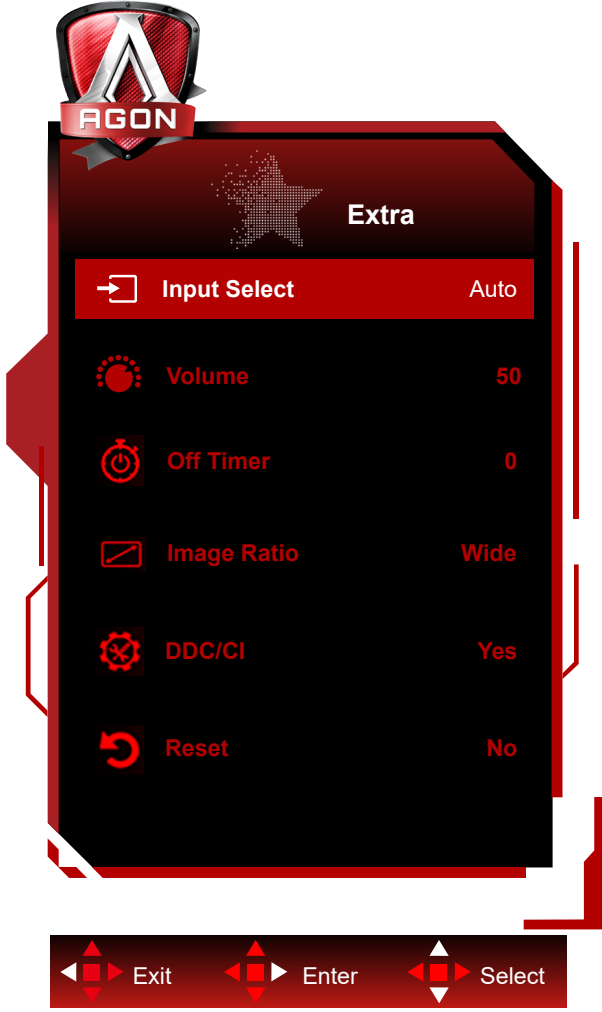 AGON
Extra
Input Select Auto
Volume 50
Off Timer 0
Image Ratio Wide
DDC/CI Yes
Reset No
Exit Enter Select